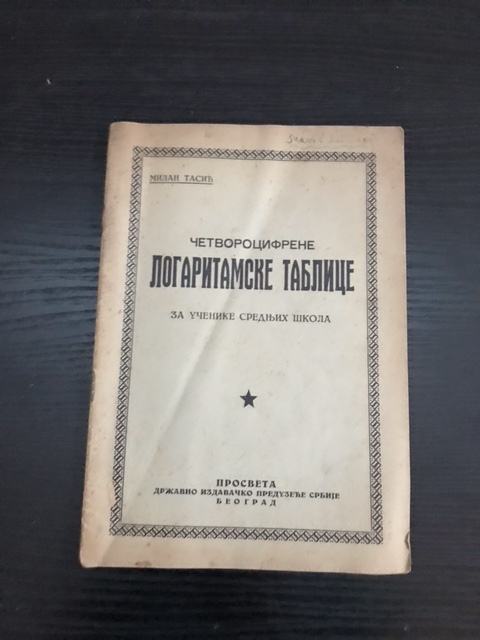 МИЛАН ТАСИЋ
ЧЕТВОРОЦИФРЕНЕ
ЛОГАРИТАМСКЕ ТАБЛИЦЕ
ЗА УЧЕНИКЕ СРЕДЊИХ ШКОЛА
ПРОСВЕТА
ДРЖАВНО ИЗДАВАЧКО ПРЕДУЗЕЋЕ СРБИЈЕ
БЕОГРАД